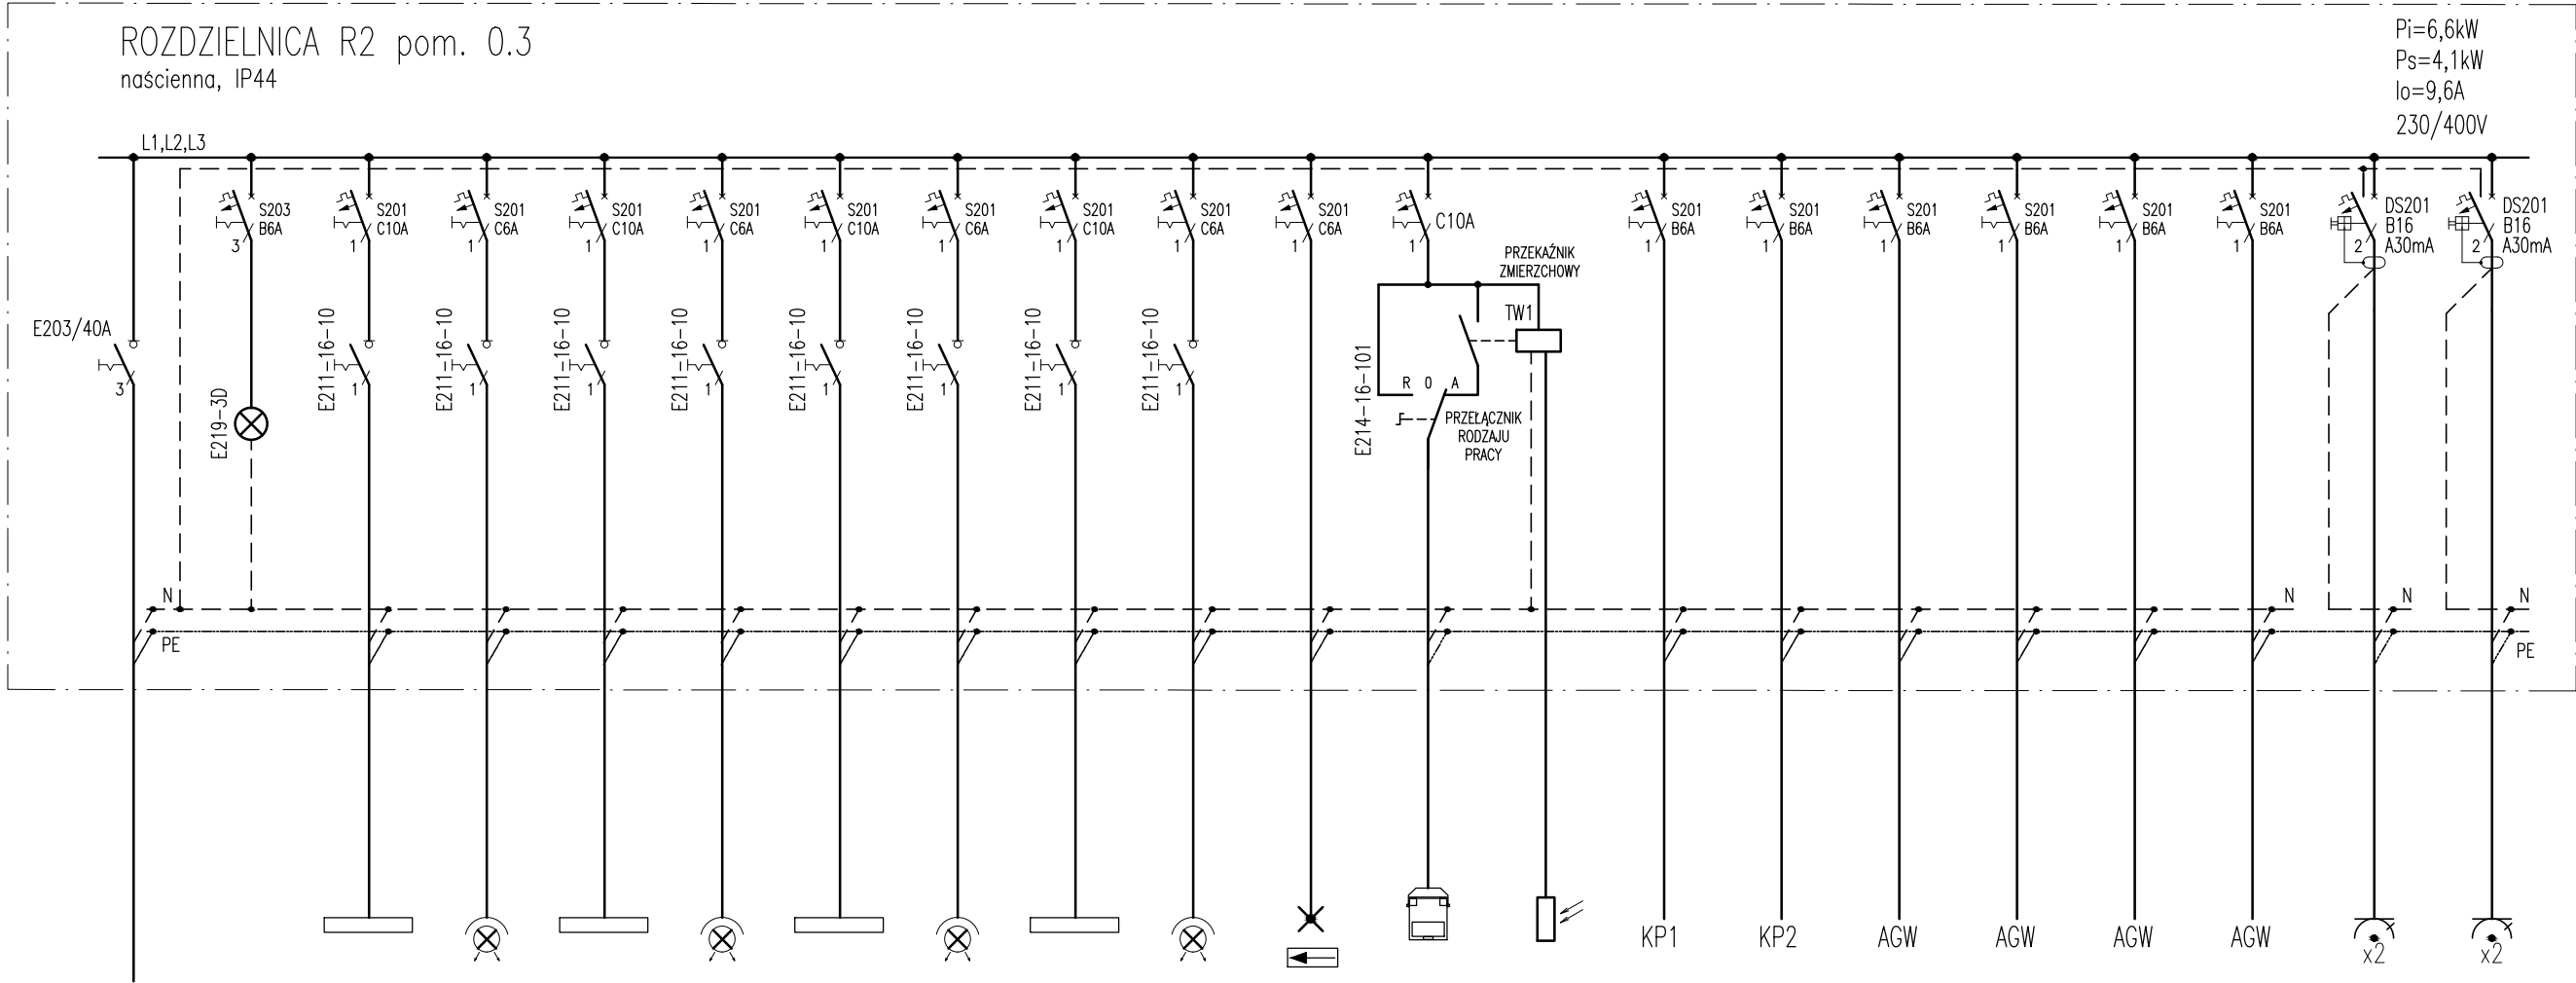 ROZDZIELNICA R2 pom. 0.3
naścienna, IP44
Pi=6,6kW
Ps=4,1kW
Io=9,6A
230/400V
L1,L2,L3
E203/40A
3
S203
B6A
3
E219-3D
S201
C10A
1
E211-16-10
1
S201
C6A
1
E211-16-10
1
S201
C10A
1
E211-16-10
1
S201
C6A
1
E211-16-10
1
S201
C10A
1
E211-16-10
1
S201
C6A
1
E211-16-10
1
S201
C10A
1
E211-16-10
1
S201
C6A
1
E211-16-10
1
S201
C6A
1
C10A
1
PRZEKAŹNIK
ZMIERZCHOWY
TW1
E214-16-101
R 0 A
PRZEŁĄCZNIK
RODZAJU
PRACY
S201
B6A
1
S201
B6A
1
S201
B6A
1
S201
B6A
1
S201
B6A
1
S201
B6A
1
DS201
B16
A30mA
2
DS201
B16
A30mA
2
N
PE
N
N
N
PE
KP1
KP2
AGW
AGW
AGW
AGW
x2
x2